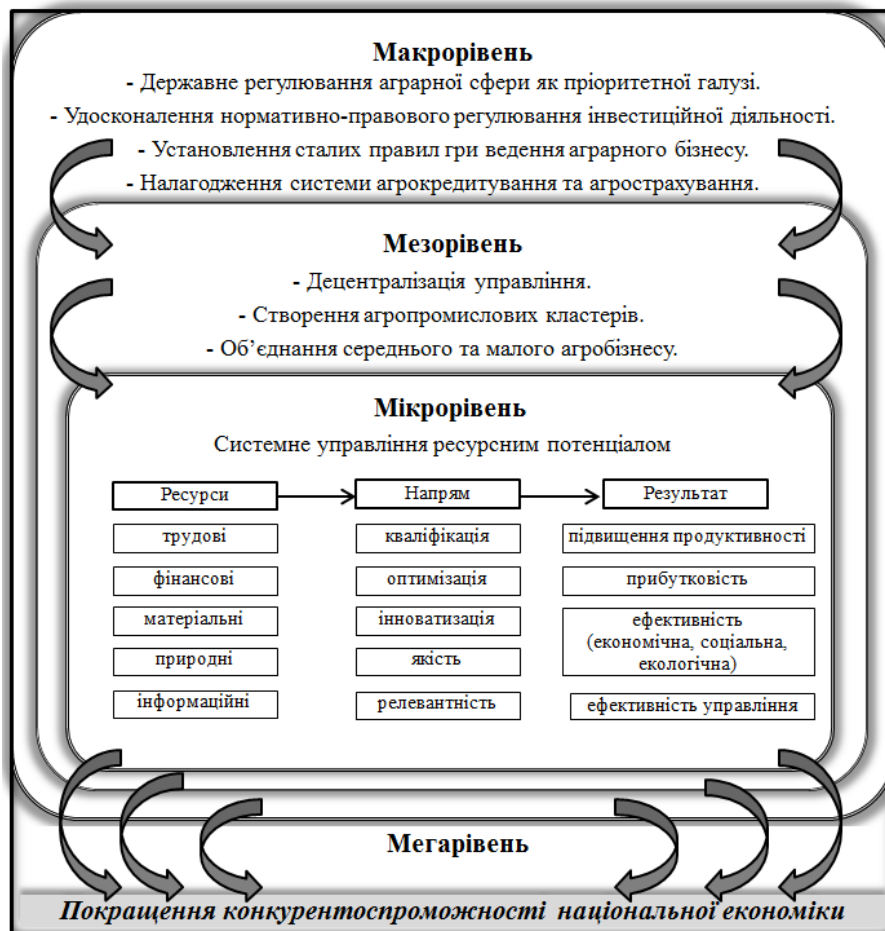 Макрорівень
- Державне регулювання аграрної сфери як пріоритетної галузі.
- Удосконалення нормативно-правового регулювання інвестиційної діяльності.
- Установлення сталих правил гри ведення аграрного бізнесу.
- Налагодження системи агрокредитування та агрострахування.
Мезорівень
- Децентралізація управління.
- Створення агропромислових кластерів.
- Об’єднання середнього та малого агробізнесу.
Мікрорівень
Системне управління ресурсним потенціалом
Ресурси
Напрям
Результат
трудові
кваліфікація
підвищення продуктивності
фінансові
оптимізація
прибутковість
матеріальні
інноватизація
ефективність
(економічна, соціальна,
екологічна)
природні
якість
інформаційні
релевантність
ефективність управління
Мегарівень
Покращення конкурентоспроможності національної економіки